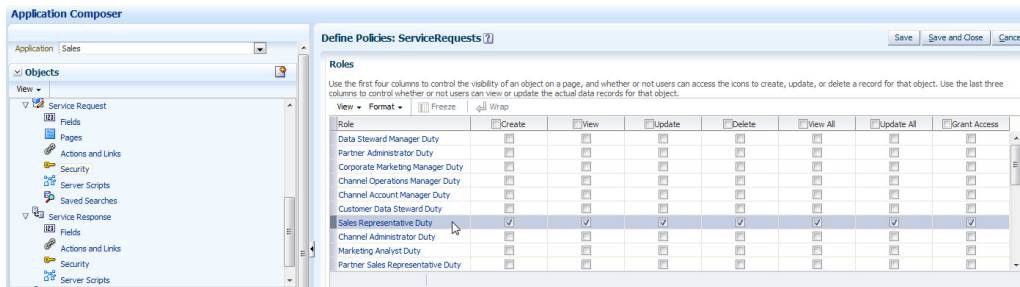 Application Composer
Application Sales
Objects
View
Service Request
Fields
Pages
Actions and Links
Security
Server Scripts
Saved Searches
Service Response
Fields
Actions and Links
Security
Server Scripts
Define Policies: ServiceRequests ?
Save Save and Close Cance
Roles
Use the first four columns to control the visibility of an object on a page, and whether or not users can access the icons to create, update, or delete a record for that object. Use the last three
columns to control whether or not users can view or update the actual data records for that object.
View Format Freeze Wrap
Role Create View Update Delete View All Update All Grant Access
Data Steward Manager Duty
Partner Administrator Duty
Corporate Marketing Manager Duty
Channel Operations Manager Duty
Channel Account Manager Duty
Customer Data Steward Duty
Sales Representative Duty
Channel Administrator Duty
Marketing Analyst Duty
Partner Sales Representative Duty